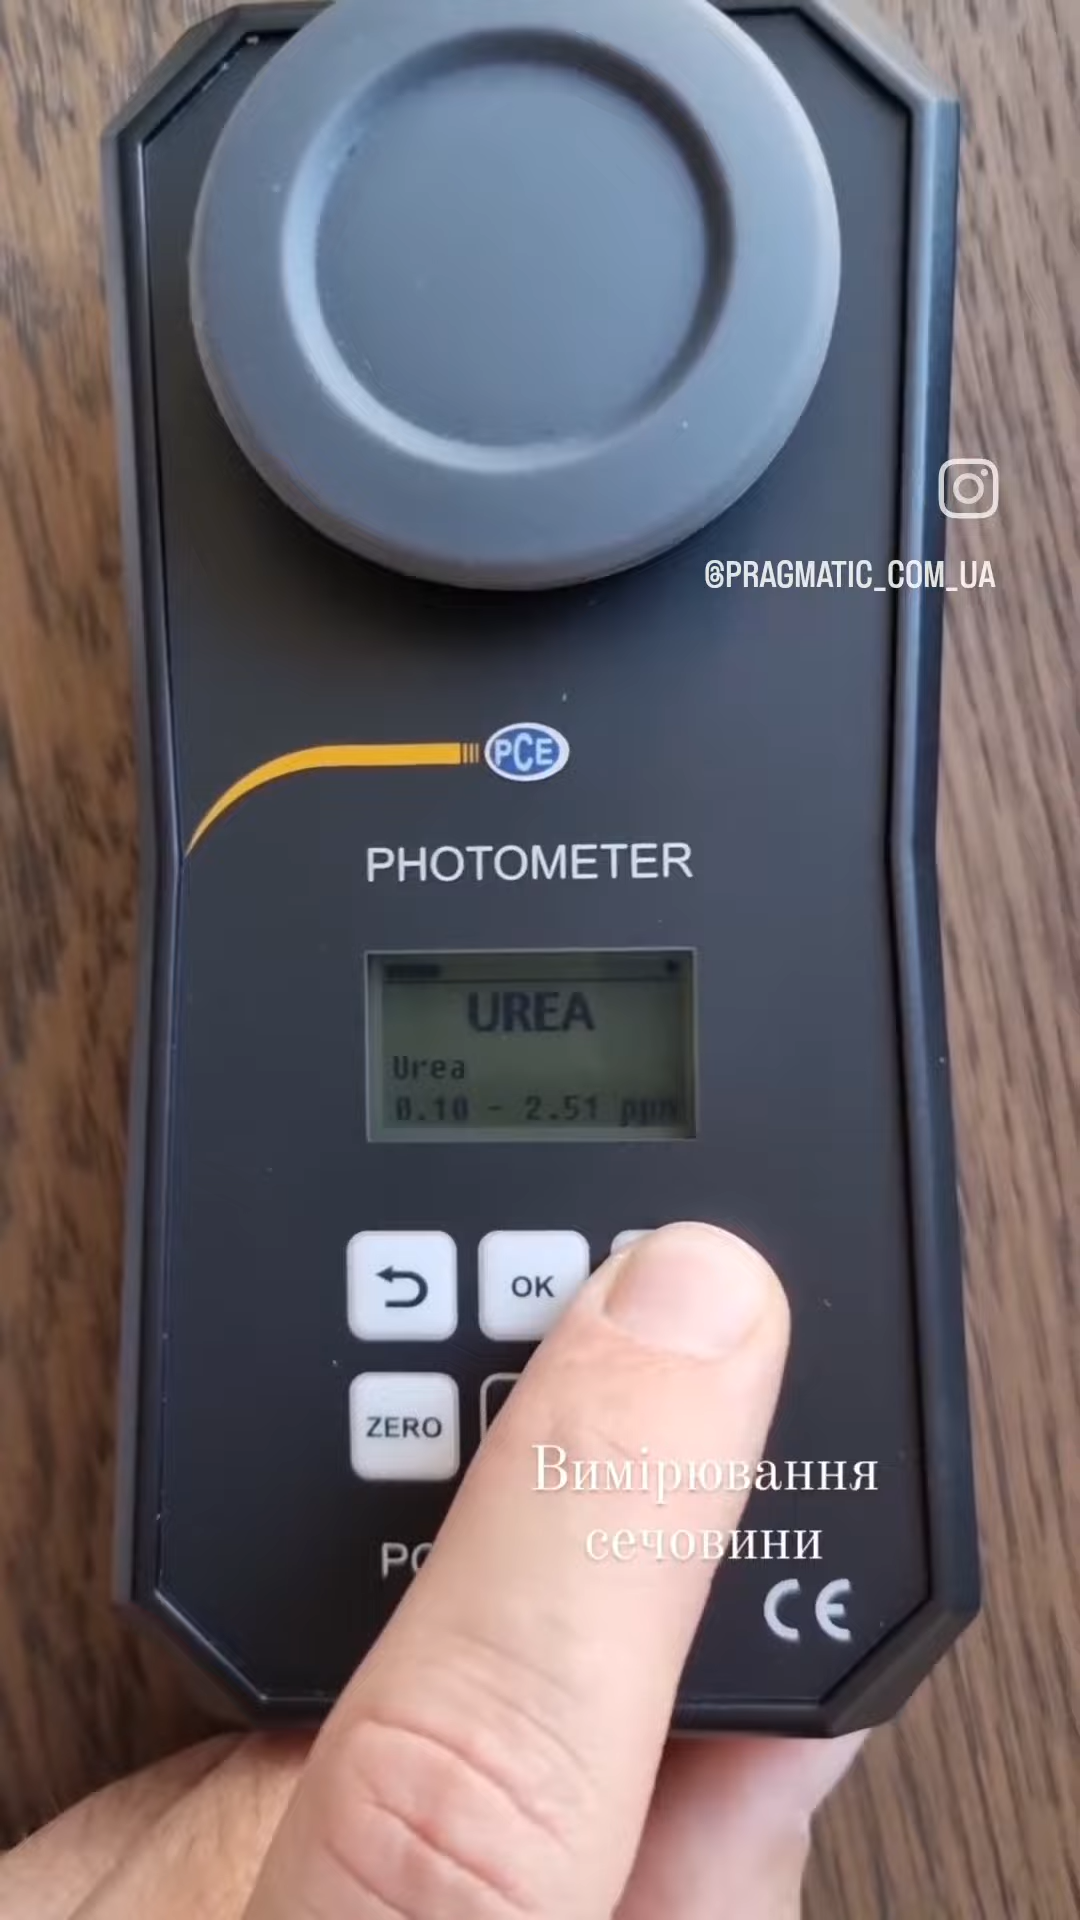 @PRAGMATIC_COM_UA
PCE
PHOTOMETER
UREA
Urea
0.10 - 2.51 ppm
OK
ZERO
Вимірювання
сечовини
CE